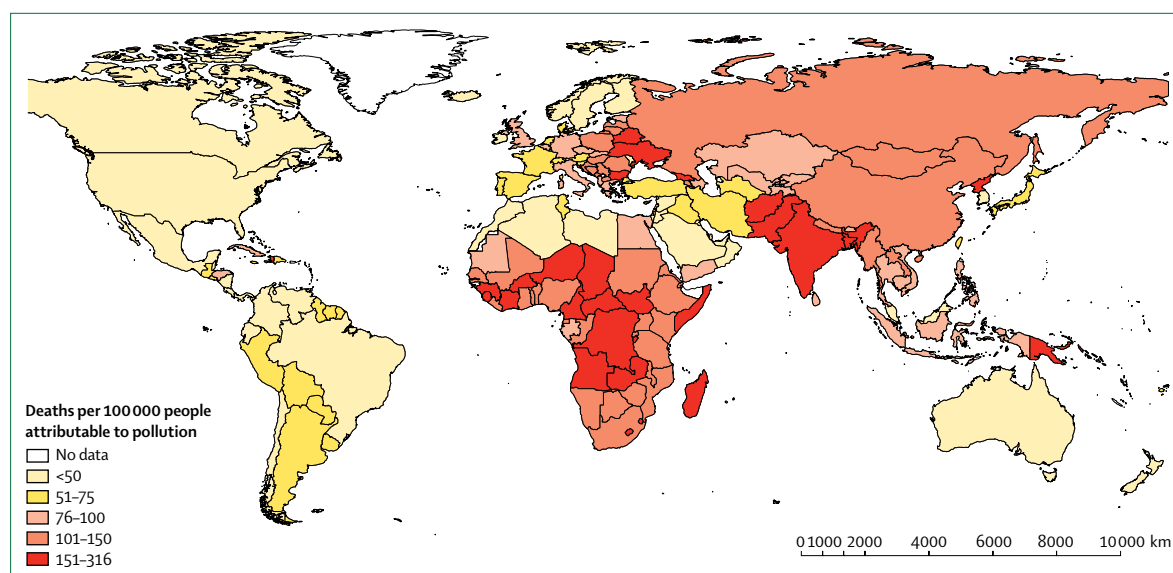 Deaths per 100 000 people
attributable to pollution
No data
<50
51–75
76–100
101–150
151–316
0 1000 2000 4000 6000 8000 10 000 km